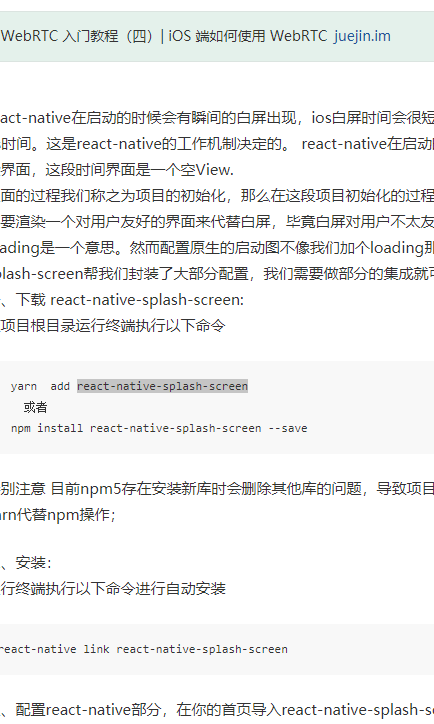 WebRTC 入门教程（四）| iOS 端如何使用 WebRTC juejin.im
act-native在启动的时候会有瞬间的白屏出现，ios白屏时间会很短
时间。这是react-native的工作机制决定的。 react-native在启动
界面，这段时间界面是一个空View.
面的过程我们称之为项目的初始化，那么在这段项目初始化的过程
要渲染一个对用户友好的界面来代替白屏，毕竟白屏对用户不太友
ading是一个意思。然而配置原生的启动图不像我们加个loading那
plash-screen帮我们封装了大部分配置，我们需要做部分的集成就可
、下载 react-native-splash-screen:
项目根目录运行终端执行以下命令
yarn  add react-native-splash-screen
或者
npm install react-native-splash-screen --save
别注意 目前npm5存在安装新库时会删除其他库的问题，导致项目
arn代替npm操作；
、安装：
行终端执行以下命令进行自动安装
react-native link react-native-splash-screen
、配置react-native部分，在你的首页导入react-native-splash-sc